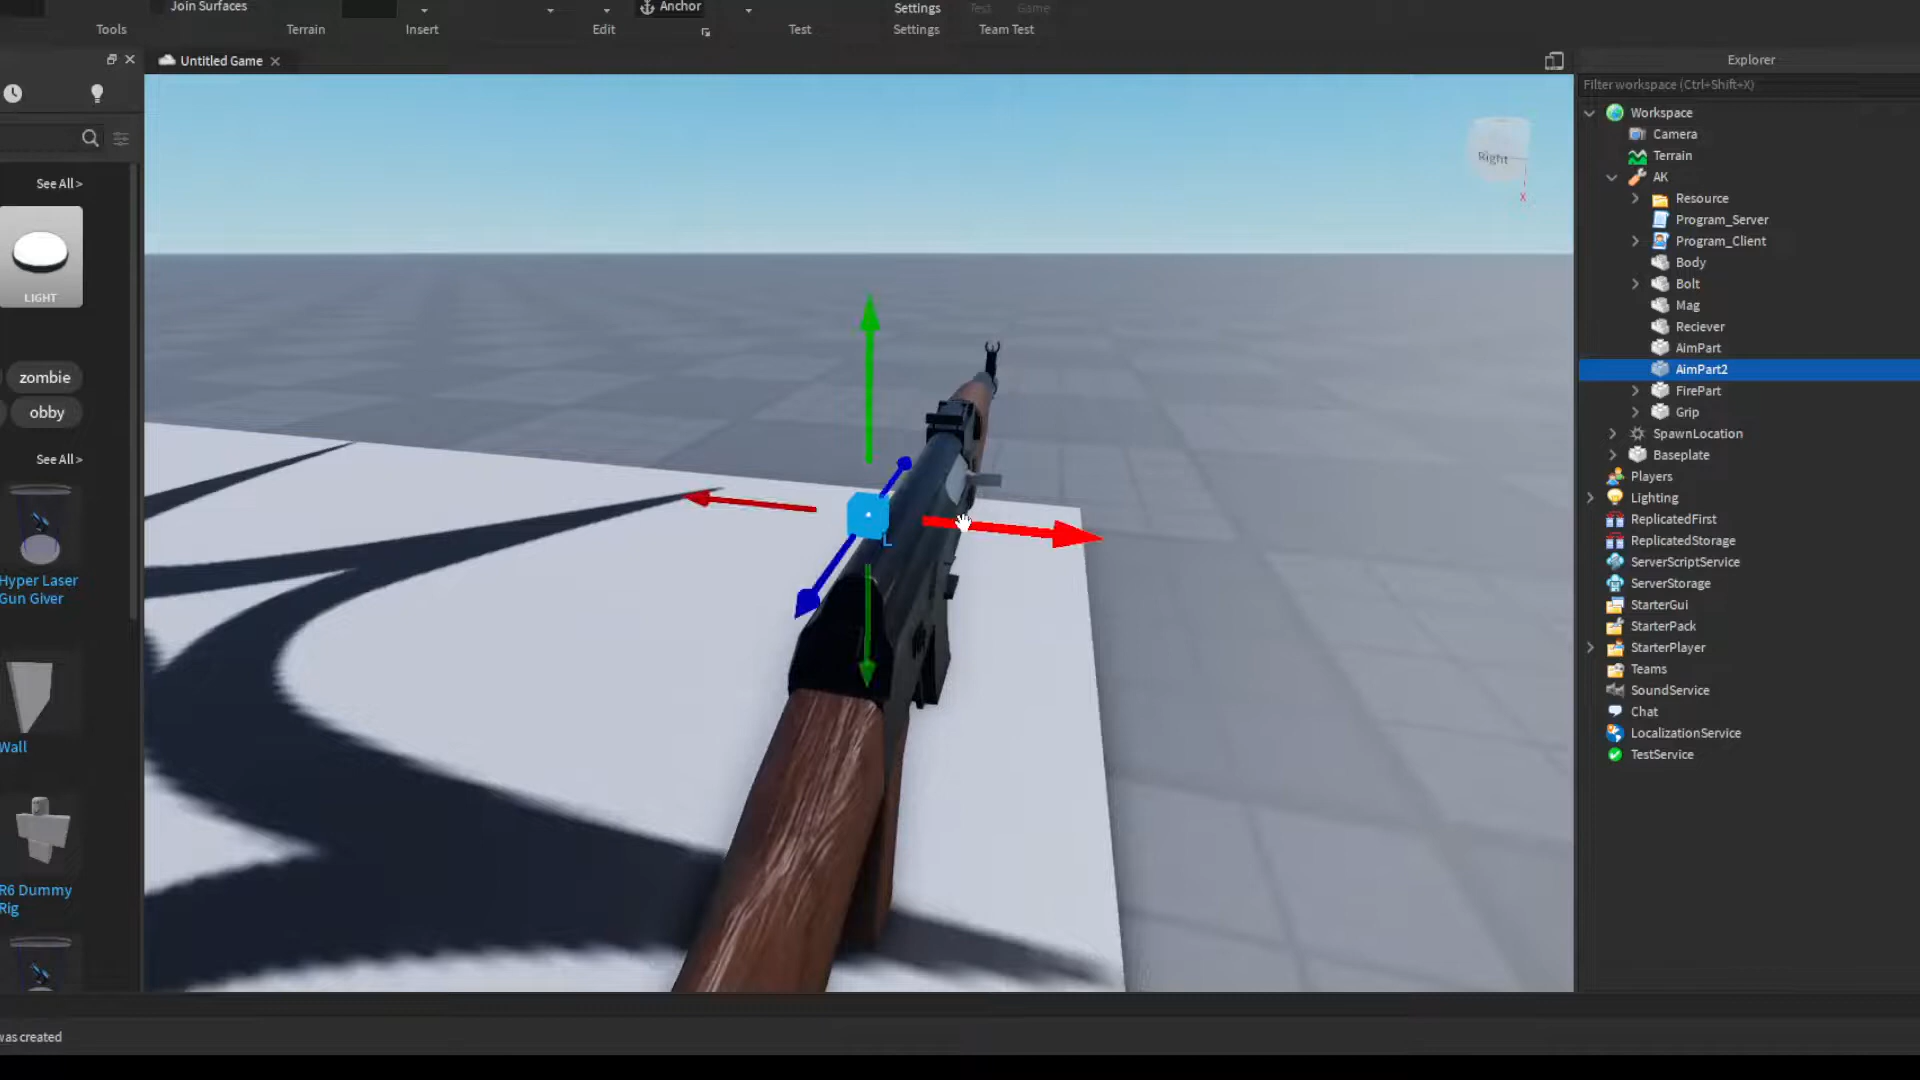 Join Surfaces
Anchor
Settings
Test
Game
Tools
Terrain
Insert
Edit
Test
Settings
Team Test
Untitled Game
Explorer
Filter workspace (Ctrl+Shift+X)
See All >
LIGHT
zombie
obby
See All >
Hyper Laser
Gun Giver
Wall
R6 Dummy
Rig
Right
X
L
Workspace
Camera
Terrain
AK
Resource
Program_Server
Program_Client
Body
Bolt
Mag
Reciever
AimPart
AimPart2
FirePart
Grip
SpawnLocation
Baseplate
Players
Lighting
ReplicatedFirst
ReplicatedStorage
ServerScriptService
ServerStorage
StarterGui
StarterPack
StarterPlayer
Teams
SoundService
Chat
LocalizationService
TestService
was created